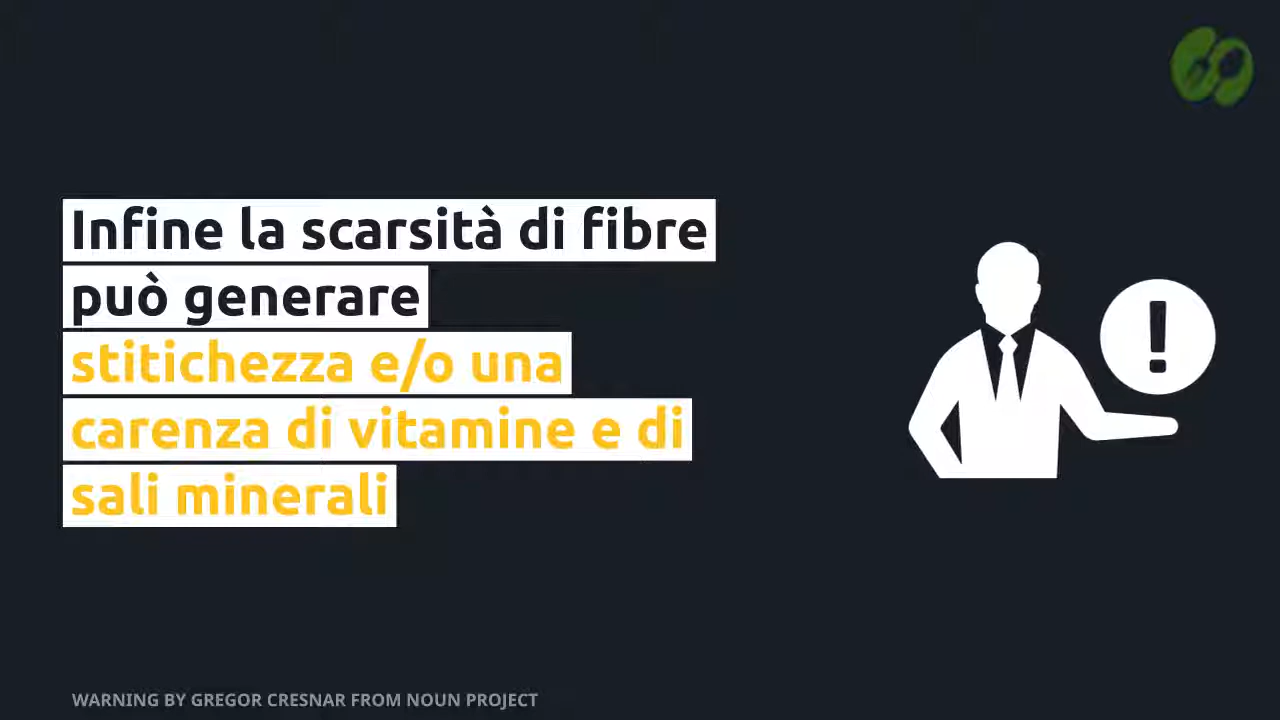 Infine la scarsità di fibre
può generare
stitichezza e/o una
carenza di vitamine e di
sali minerali
!
WARNING BY GREGOR CRESNAR FROM NOUN PROJECT